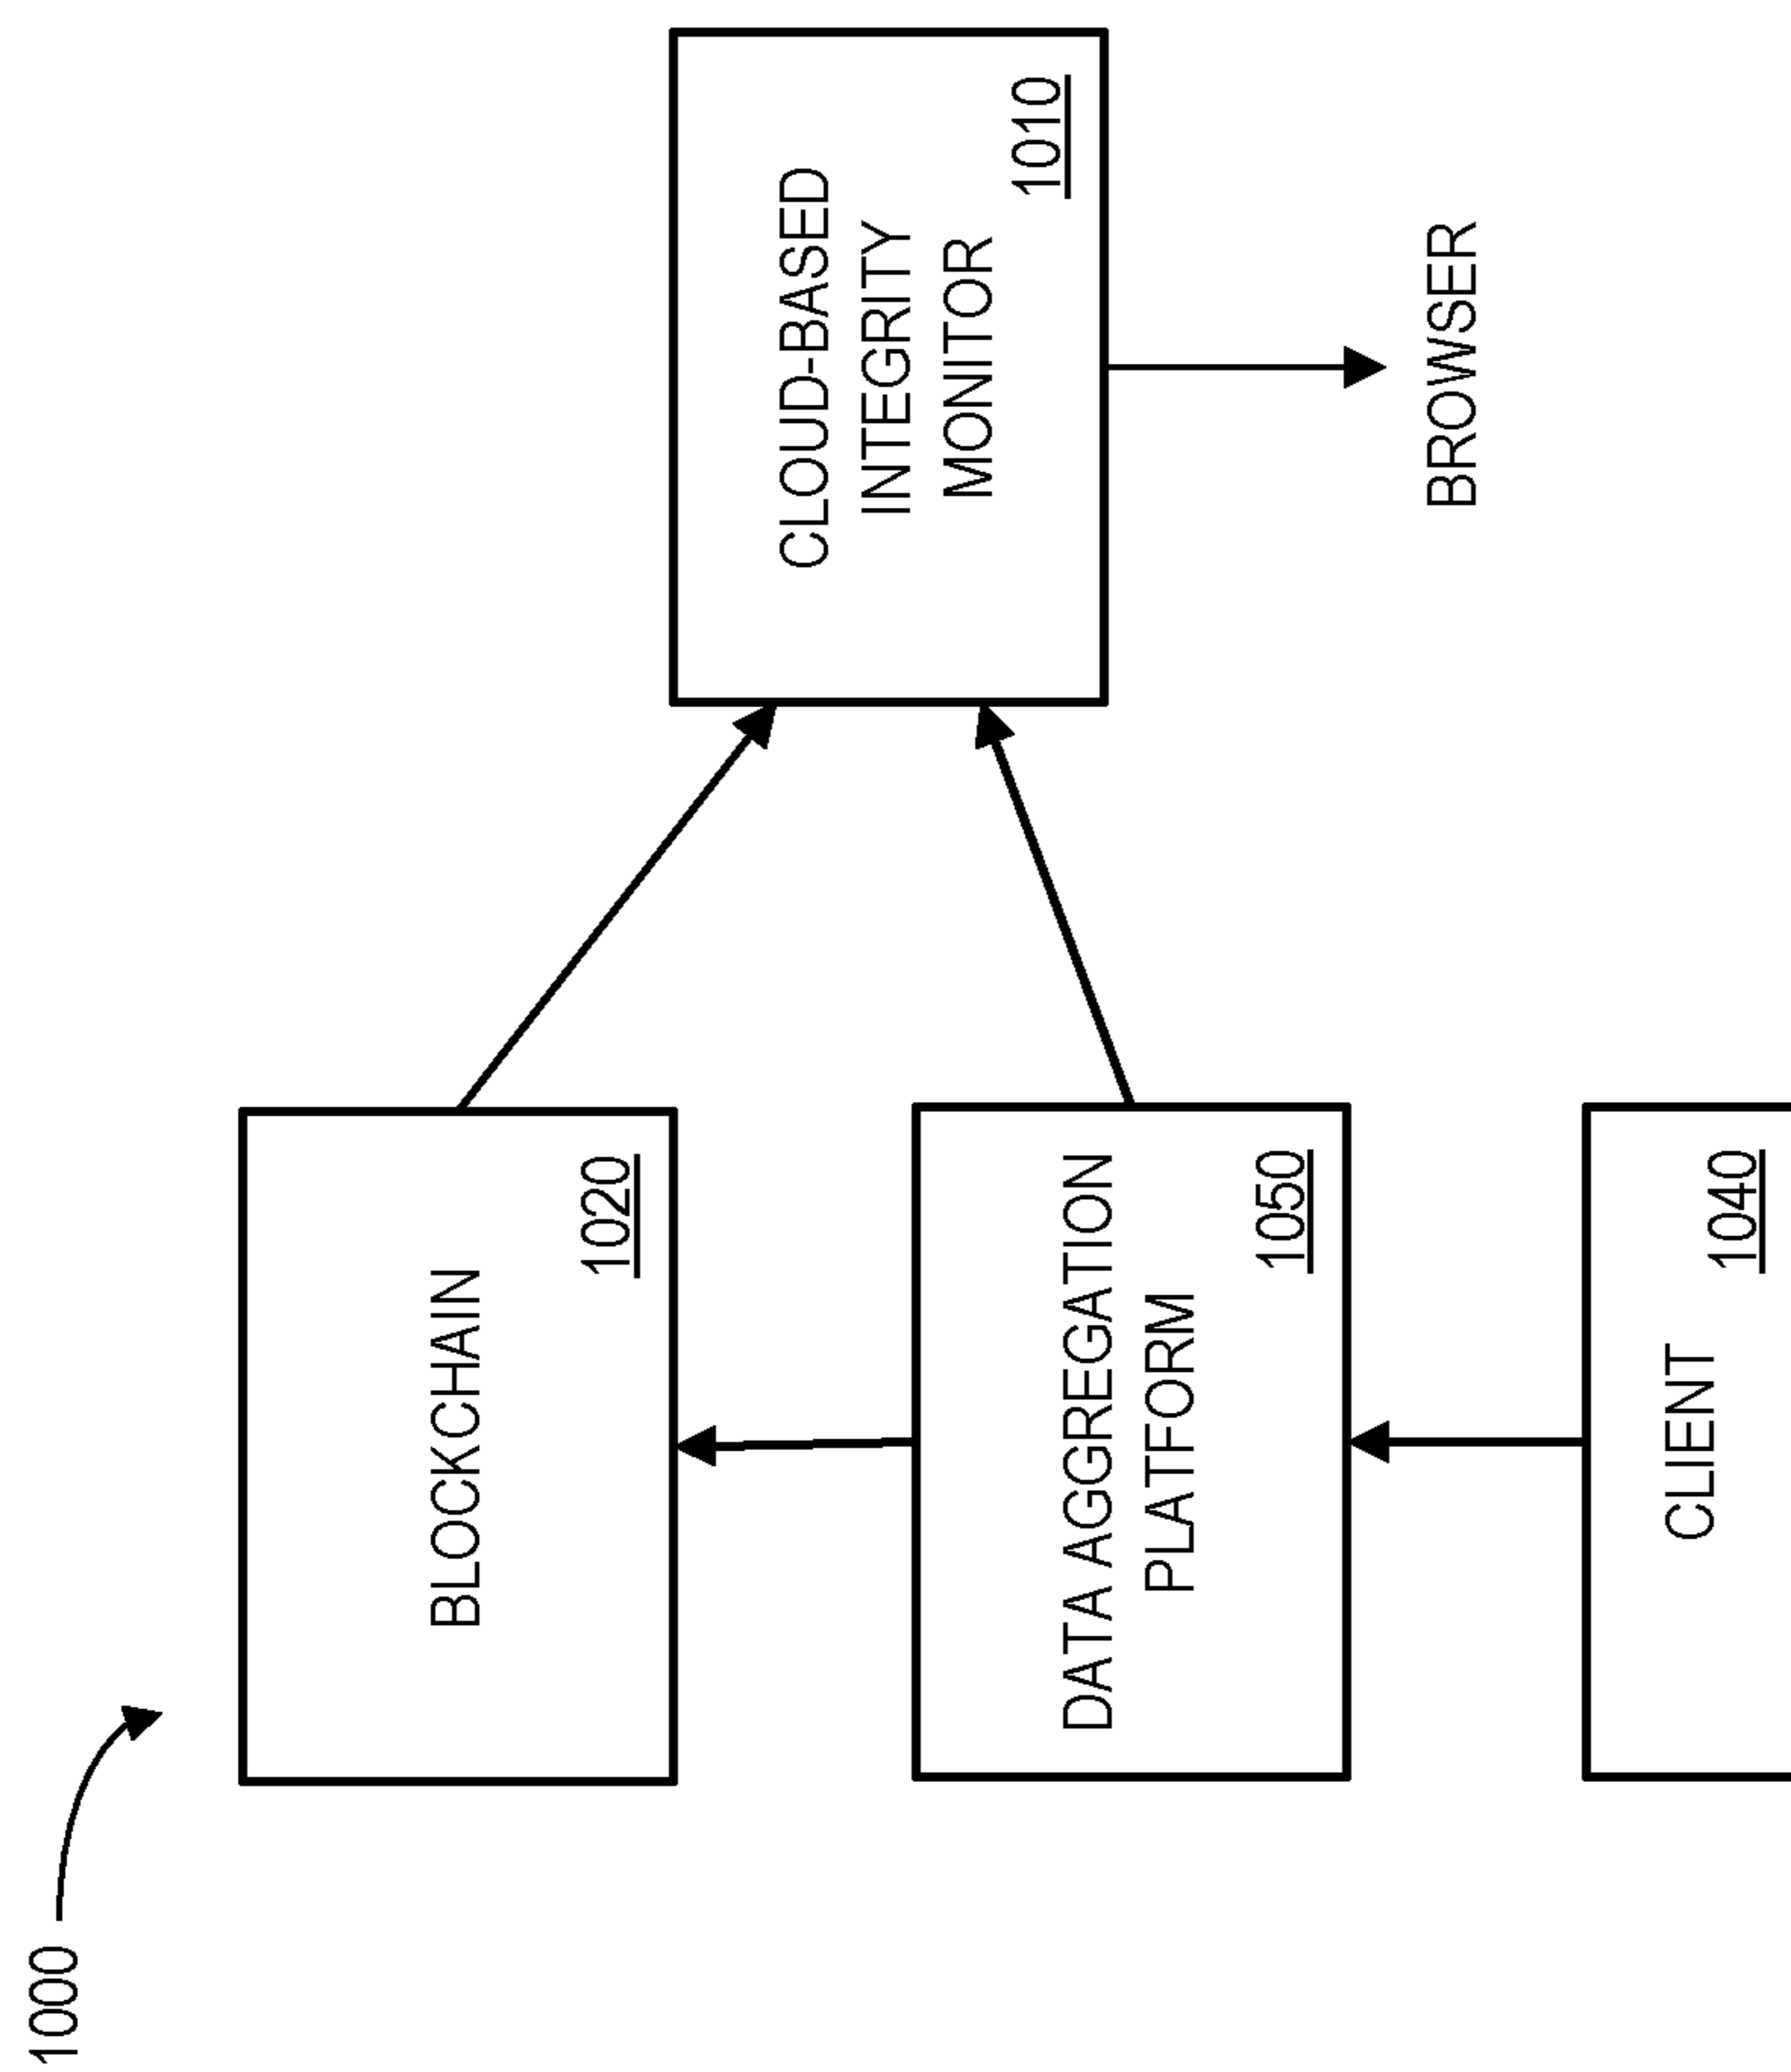 1000
BLOCKCHAIN
1020
CLOUD-BASED
INTEGRITY
MONITOR
1010
DATA AGGREGATION
PLATFORM
1050
BROWSER
CLIENT
1040